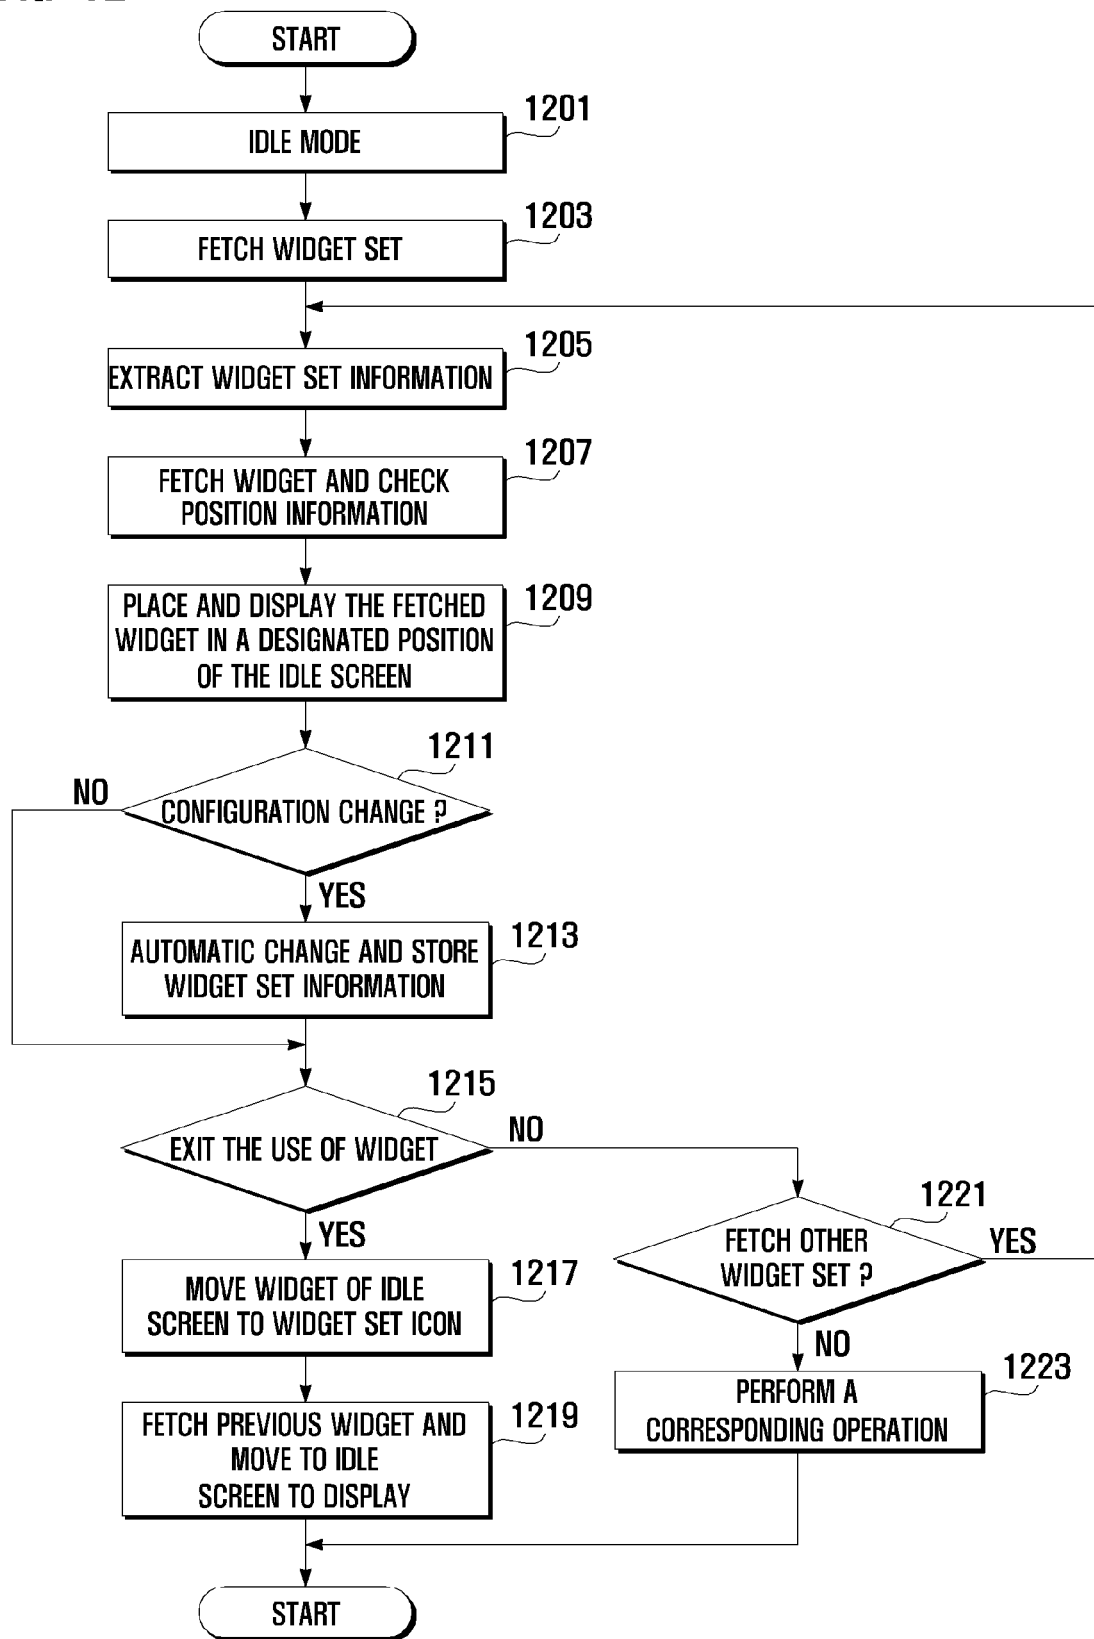 START
1201
IDLE MODE
1203
FETCH WIDGET SET
1205
EXTRACT WIDGET SET INFORMATION
1207
FETCH WIDGET AND CHECK
POSITION INFORMATION
1209
PLACE AND DISPLAY THE FETCHED
WIDGET IN A DESIGNATED POSITION
OF THE IDLE SCREEN
1211
NO
CONFIGURATION CHANGE ?
YES
1213
AUTOMATIC CHANGE AND STORE
WIDGET SET INFORMATION
1215
EXIT THE USE OF WIDGET
NO
YES
1221
FETCH OTHER
WIDGET SET ?
YES
NO
1217
MOVE WIDGET OF IDLE
SCREEN TO WIDGET SET ICON
1223
PERFORM A
CORRESPONDING OPERATION
1219
FETCH PREVIOUS WIDGET AND
MOVE TO IDLE
SCREEN TO DISPLAY
START